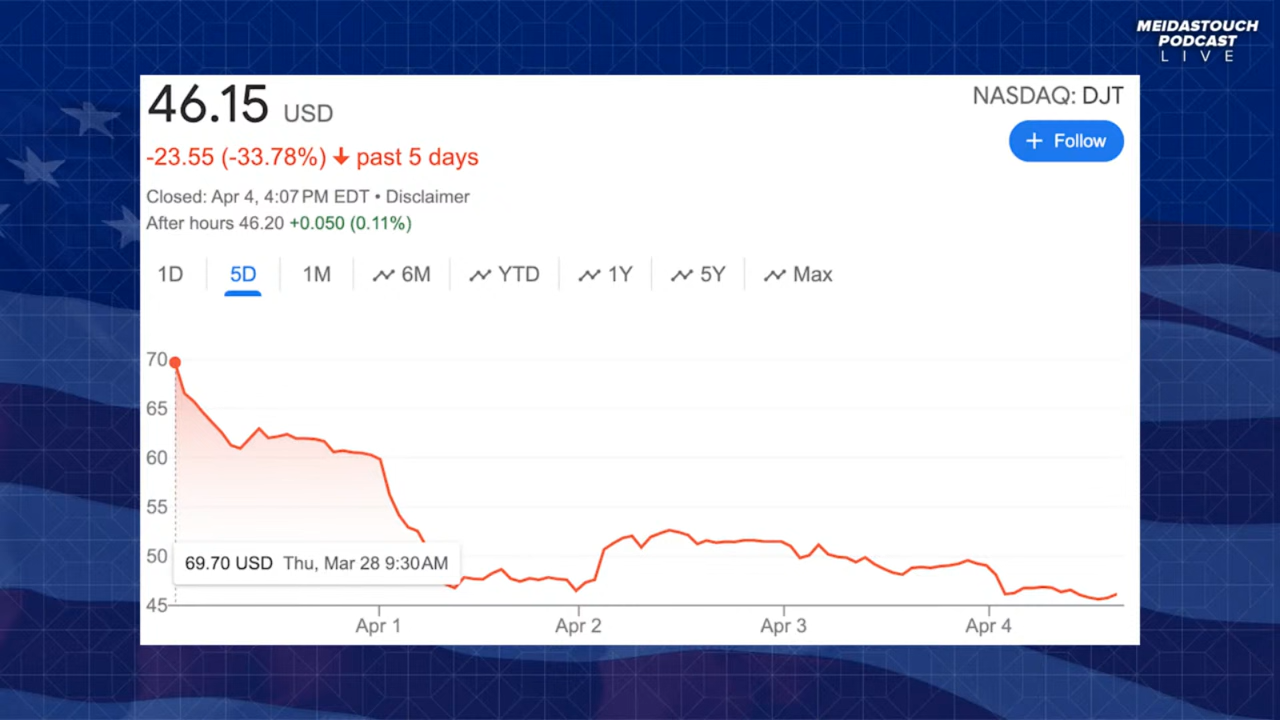 MEIDASTOUCH
PODCAST
LIVE
46.15 USD
NASDAQ: DJT
-23.55 (-33.78%) ↓ past 5 days
+ Follow
Closed: Apr 4, 4:07 PM EDT • Disclaimer
After hours 46.20 +0.050 (0.11%)
1D 5D 1M 6M YTD 1Y 5Y Max
70
65
60
55
50
69.70 USD Thu, Mar 28 9:30 AM
45
Apr 1 Apr 2 Apr 3 Apr 4